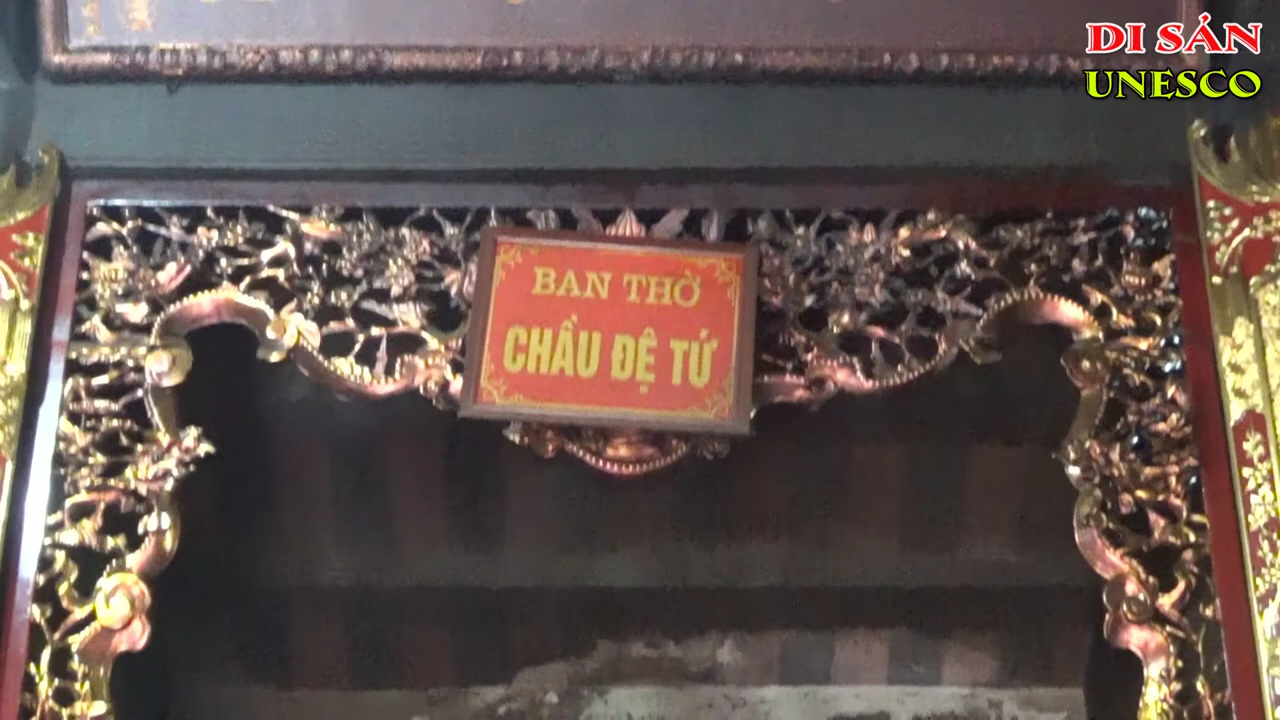 DI SẢN
UNESCO
BAN THỜ
CHẦU ĐỆ TỨ